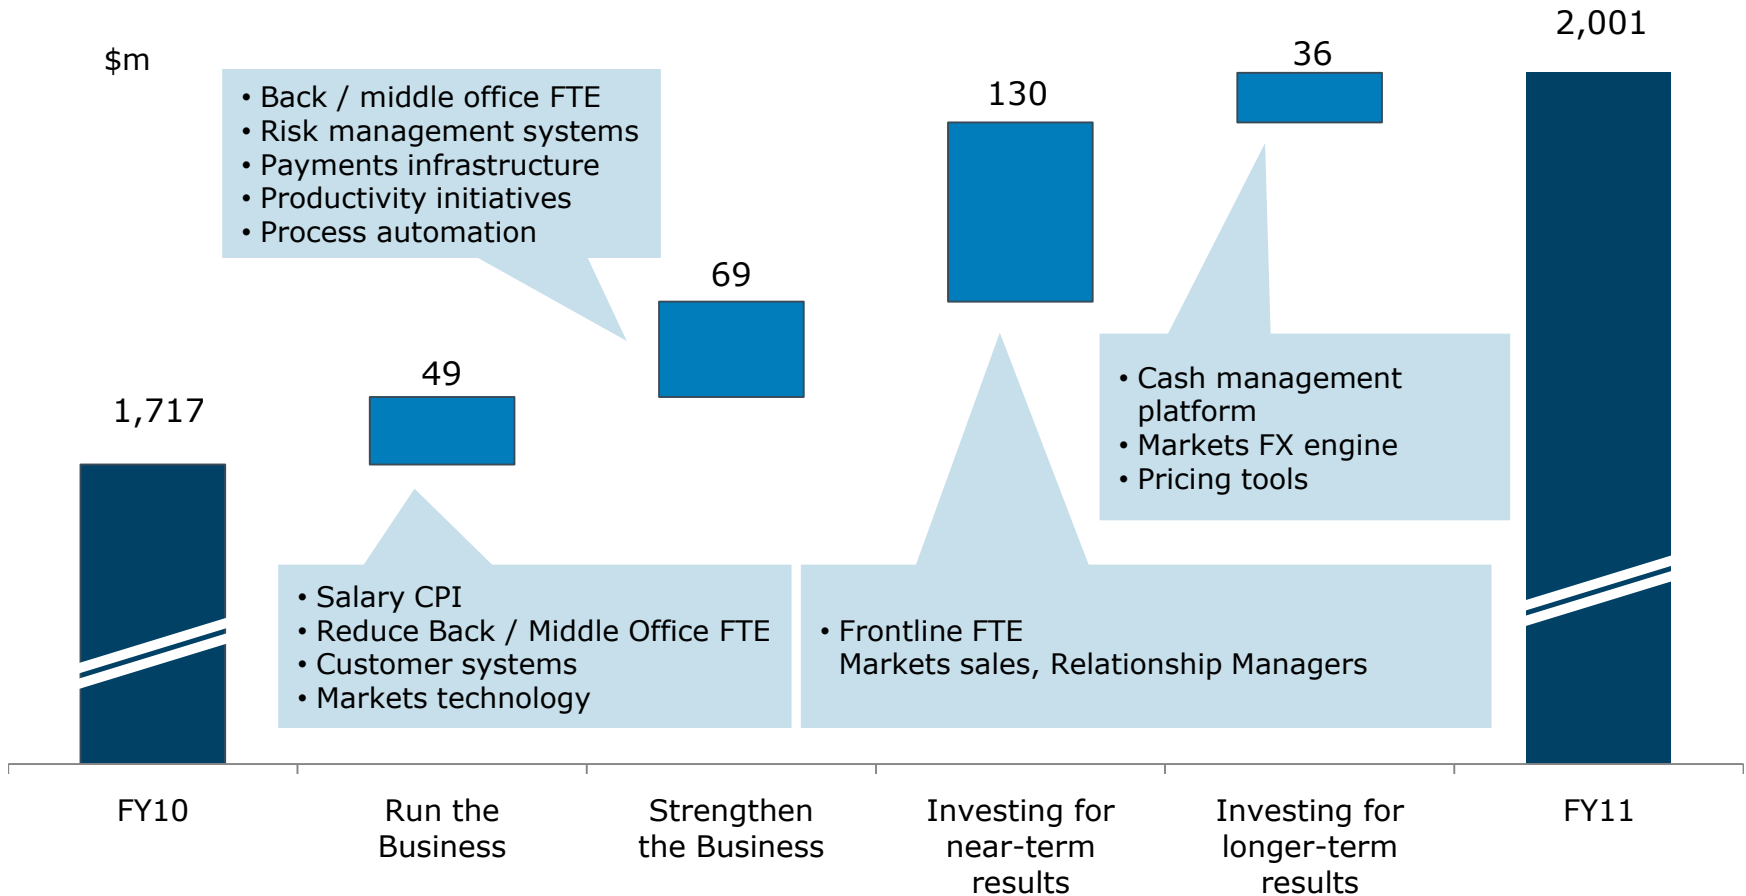 $m
2,001
36
130
• Back / middle office FTE
• Risk management systems
• Payments infrastructure
• Productivity initiatives
• Process automation
69
49
1,717
• Cash management
platform
• Markets FX engine
• Pricing tools
• Salary CPI
• Reduce Back / Middle Office FTE
• Customer systems
• Markets technology
• Frontline FTE
Markets sales, Relationship Managers
FY10
Run the
Business
Strengthen
the Business
Investing for
near-term
results
Investing for
longer-term
results
FY11